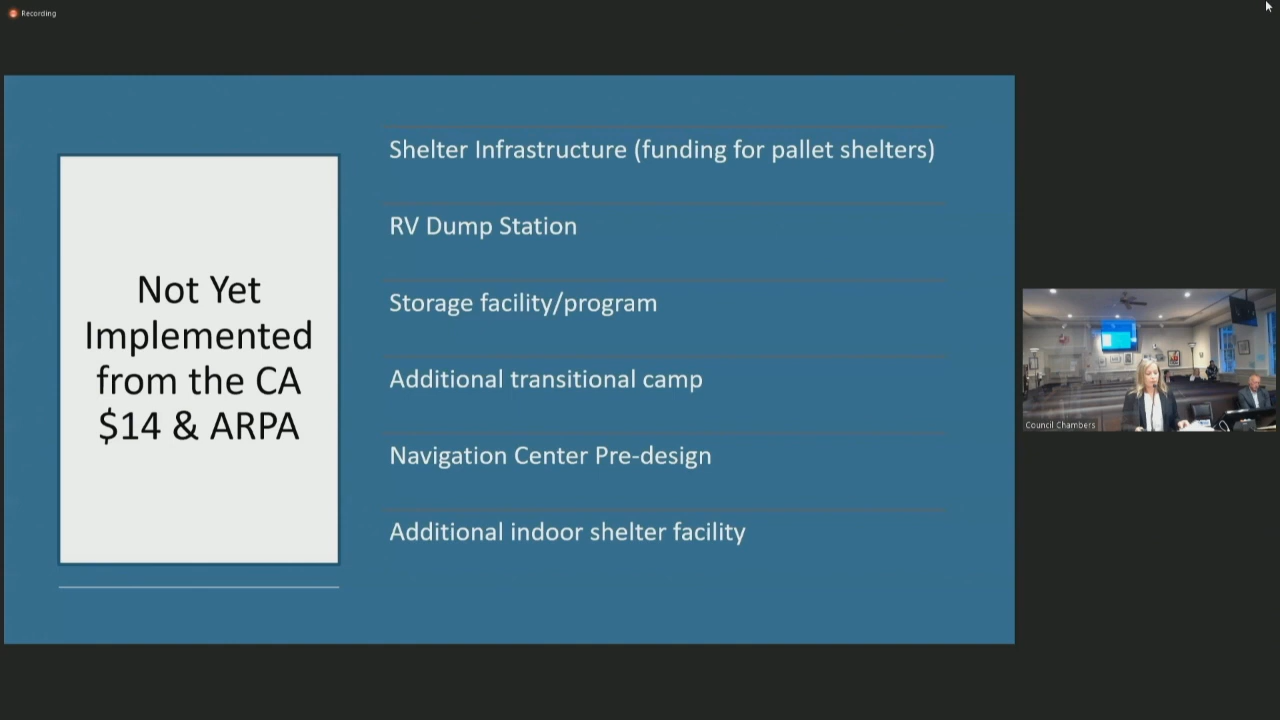 Recording
Not Yet
Implemented
from the CA
$14 & ARPA
Shelter Infrastructure (funding for pallet shelters)
RV Dump Station
Storage facility/program
Additional transitional camp
Navigation Center Pre-design
Additional indoor shelter facility
Council Chambers